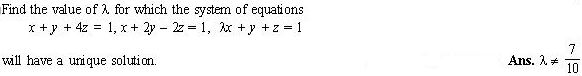 Find the value of λ for which the system of equations
x + y + 4z = 1, x + 2y − 2z = 1, λx + y + z = 1
will have a unique solution. Ans. λ ≠ 7/10